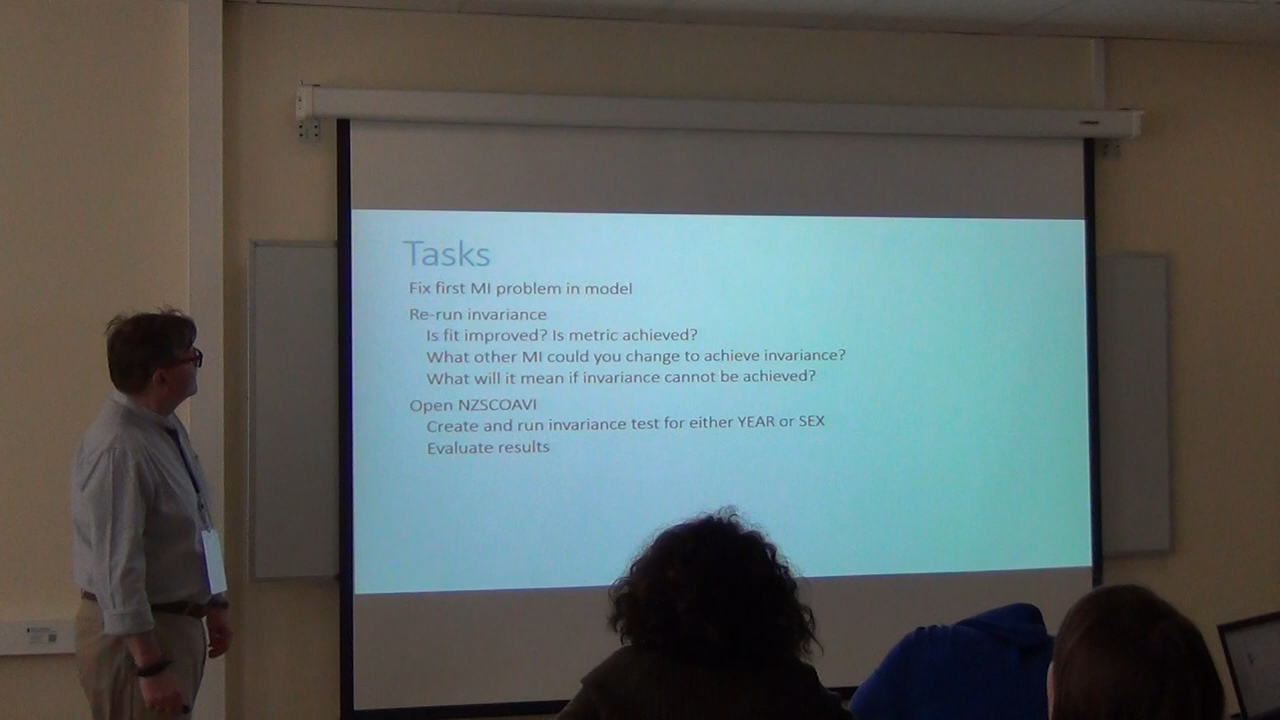 Tasks
Fix first MI problem in model
Re-run invariance
Is fit improved? Is metric achieved?
What other MI could you change to achieve invariance?
What will it mean if invariance cannot be achieved?
Open NZSCOAVI
Create and run invariance test for either YEAR or SEX
Evaluate results